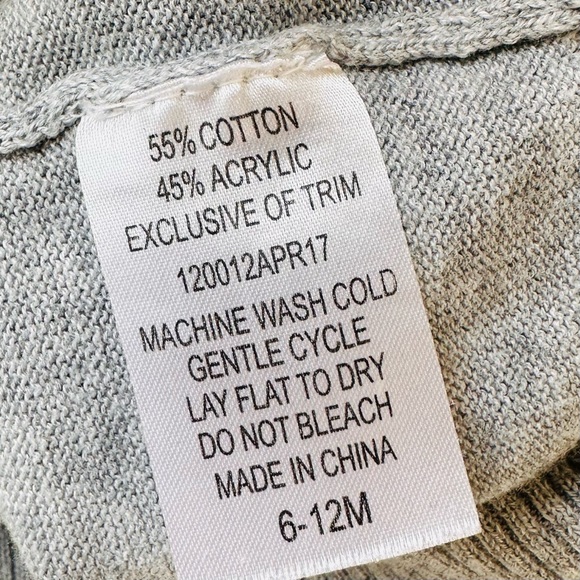 55% COTTON
45% ACRYLIC
EXCLUSIVE OF TRIM
120012APR17
MACHINE WASH COLD
GENTLE CYCLE
LAY FLAT TO DRY
DO NOT BLEACH
MADE IN CHINA
6-12M